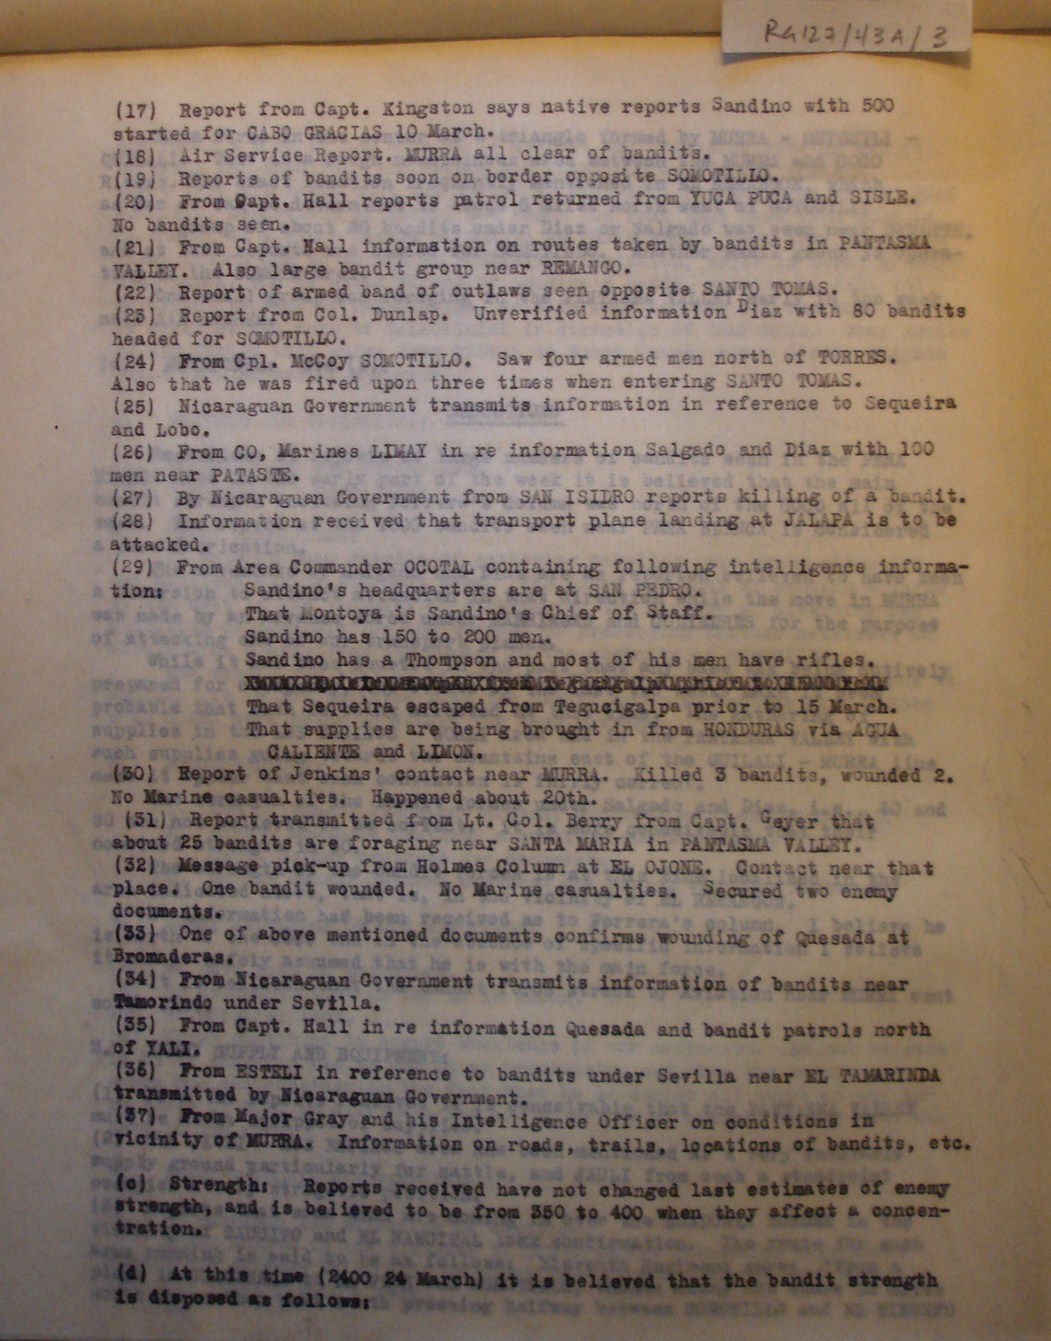 RG127/43A/3
(17) Report from Capt. Kingston says native reports Sandino with 500
started for CABO GRACIAS 10 March.
(18) Air Service Report. MURRA all clear of bandits.
(19) Reports of bandits soon on border opposite SOMOTILLO.
(20) From Capt. Hall reports patrol returned from YUCA PUCA and SISLE.
No bandits seen.
(21) From Capt. Hall information on routes taken by bandits in PANTASMA
VALLEY. Also large bandit group near REMANGO.
(22) Report of armed band of outlaws seen opposite SANTO TOMAS.
(23) Report from Col. Dunlap. Unverified information Diaz with 80 bandits
headed for SOMOTILLO.
(24) From Cpl. McCoy SOMOTILLO. Saw four armed men north of TORRES.
Also that he was fired upon three times when entering SANTO TOMAS.
(25) Nicaraguan Government transmits information in reference to Sequeira
and Lobo.
(26) From CO, Marines LIMAY in re information Salgado and Diaz with 100
men near PATASTE.
(27) By Nicaraguan Government from SAN ISIDRO reports killing of a bandit.
(28) Information received that transport plane landing at JALAPA is to be
attacked.
(29) From Area Commander OCOTAL containing following intelligence informa-
tion: Sandino's headquarters are at SAN PEDRO.
That Montoya is Sandino's Chief of Staff.
Sandino has 150 to 200 men.
Sandino has a Thompson and most of his men have rifles.
That Sequeira escaped from Tegucigalpa prior to 15 March.
That supplies are being brought in from HONDURAS via AGUA
CALIENTE and LIMON.
(30) Report of Jenkins' contact near MURRA. Killed 3 bandits, wounded 2.
No Marine casualties. Happened about 20th.
(31) Report transmitted from Lt. Col. Berry from Capt. Geyer that
about 25 bandits are foraging near SANTA MARIA in PANTASMA VALLEY.
(32) Message pick-up from Holmes Column at EL OJONE. Contact near that
place. One bandit wounded. No Marine casualties. Secured two enemy
documents.
(33) One of above mentioned documents confirms wounding of Quesada at
Bromaderas.
(34) From Nicaraguan Government transmits information of bandits near
Tamorindo under Sevilla.
(35) From Capt. Hall in re information Quesada and bandit patrols north
of YALI.
(36) From ESTELI in reference to bandits under Sevilla near EL TAMARINDA
transmitted by Nicaraguan Government.
(37) From Major Gray and his Intelligence Officer on conditions in
vicinity of MURRA. Information on roads, trails, locations of bandits, etc.
(c) Strength: Reports received have not changed last estimates of enemy
strength, and is believed to be from 350 to 400 when they affect a concen-
tration.
(d) At this time (2400 24 March) it is believed that the bandit strength
is disposed as follows: